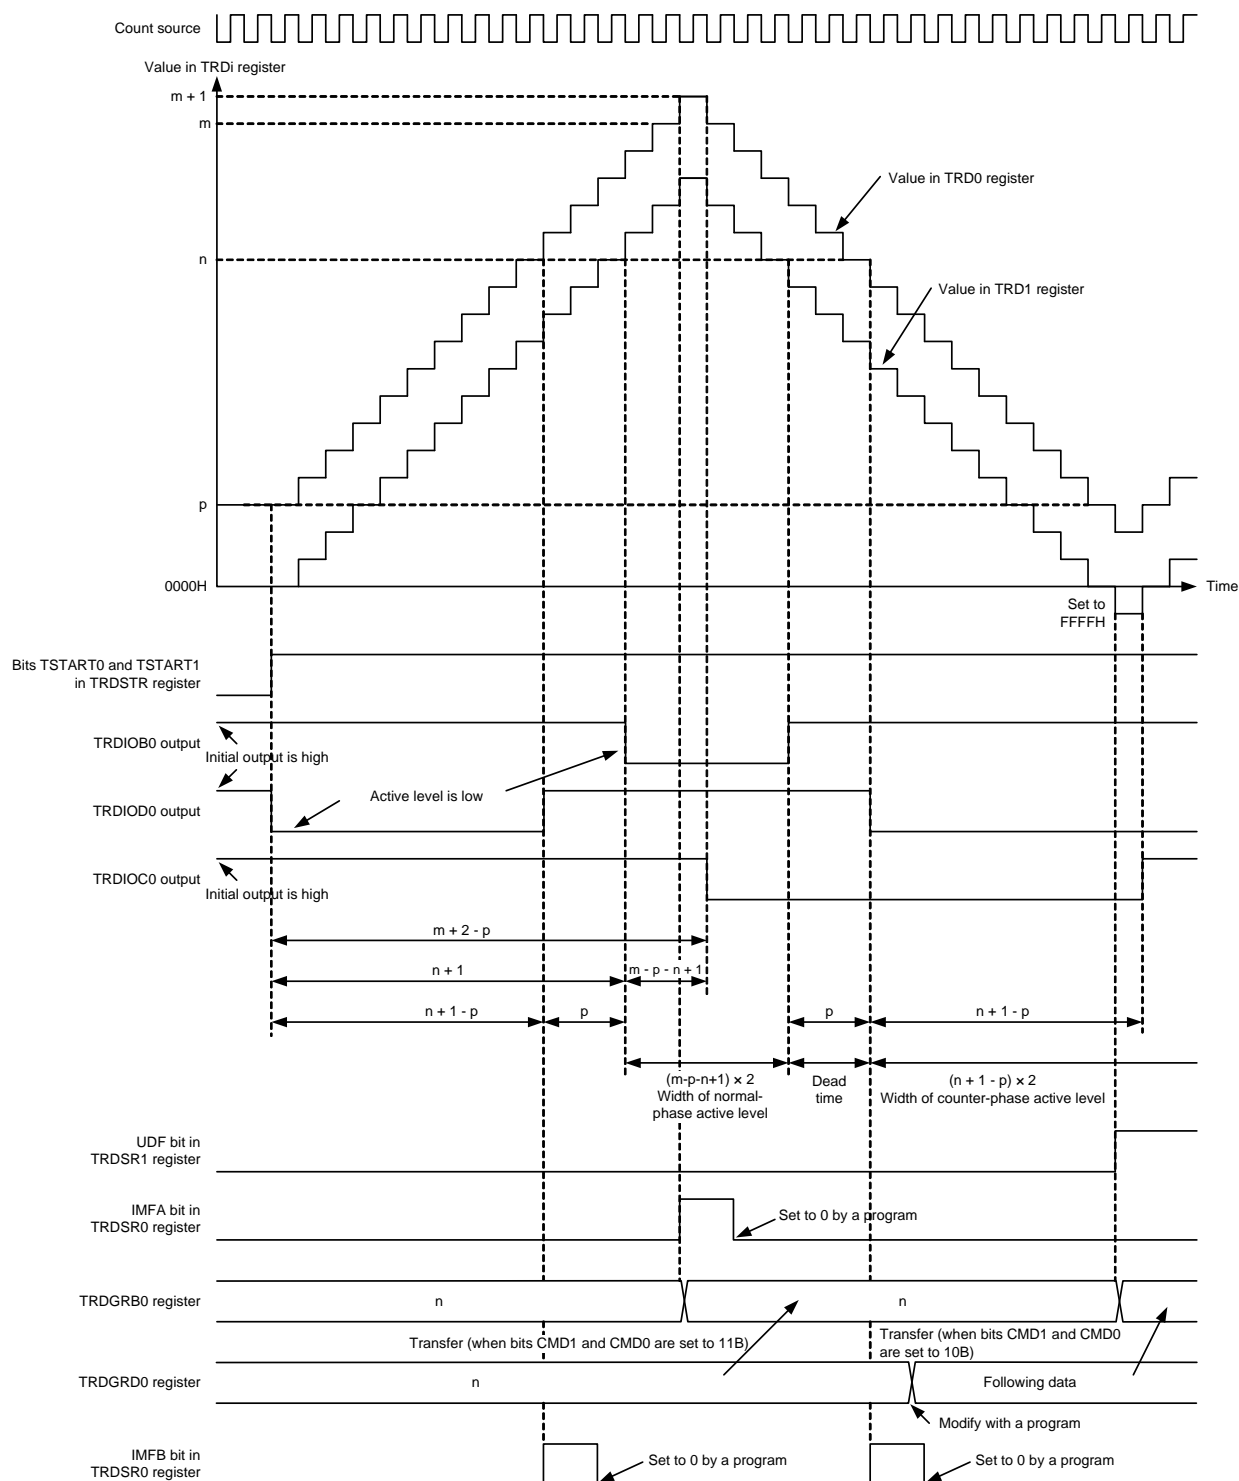 Count source
Value in TRDi register
m + 1
m
Value in TRD0 register
n
Value in TRD1 register
p
0000H
Time
Set to
FFFFH
Bits TSTART0 and TSTART1
in TRDSTR register
TRDIOB0 output
Initial output is high
Active level is low
TRDIOD0 output
TRDIOC0 output
Initial output is high
m + 2 - p
n + 1
m - p - n + 1
n + 1 - p
p
p
n + 1 - p
(m-p-n+1) × 2
Width of normal-
phase active level
Dead
time
(n + 1 - p) × 2
Width of counter-phase active level
UDF bit in
TRDSR1 register
IMFA bit in
TRDSR0 register
Set to 0 by a program
TRDGRB0 register
n
n
Transfer (when bits CMD1 and CMD0 are set to 11B)
Transfer (when bits CMD1 and CMD0
are set to 10B)
TRDGRD0 register
n
Following data
Modify with a program
IMFB bit in
TRDSR0 register
Set to 0 by a program
Set to 0 by a program